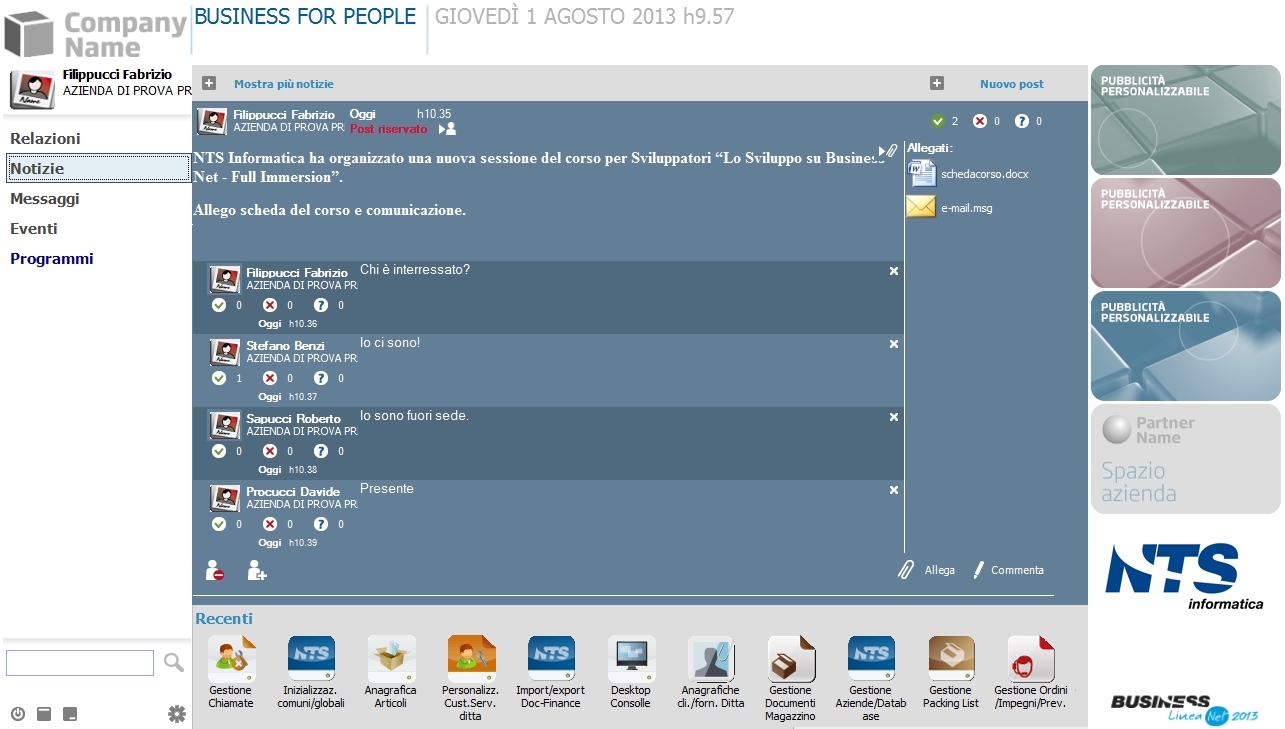 Company
Name
BUSINESS FOR PEOPLE
GIOVEDÌ 1 AGOSTO 2013 h9.57
Filippucci Fabrizio
AZIENDA DI PROVA PR
Relazioni
Notizie
Messaggi
Eventi
Programmi
Mostra più notizie
Nuovo post
Filippucci Fabrizio Oggi h10.35
AZIENDA DI PROVA PR Post riservato
2 0 0
NTS Informatica ha organizzato una nuova sessione del corso per Sviluppatori “Lo Sviluppo su Business
Net - Full Immersion”.
Allego scheda del corso e comunicazione.
Allegati:
schedacorso.docx
e-mail.msg
Filippucci Fabrizio Chi è interressato?
AZIENDA DI PROVA PR
0 0 0
Oggi h10.36
Stefano Benzi Io ci sono!
AZIENDA DI PROVA PR
1 0 0
Oggi h10.37
Sapucci Roberto Io sono fuori sede.
AZIENDA DI PROVA PR
0 0 0
Oggi h10.38
Procucci Davide Presente
AZIENDA DI PROVA PR
0 0 0
Oggi h10.39
Allega Commenta
Recenti
Gestione
Chiamate
NTS
Inizializzaz.
comuni/globali
Anagrafica
Articoli
Personalizz.
Cust.Serv.
ditta
NTS
Import/export
Doc-Finance
Desktop
Consolle
Anagrafiche
cli./forn. Ditta
Gestione
Documenti
Magazzino
NTS
Gestione
Aziende/Datab
ase
Gestione
Packing List
Gestione Ordini
/Impegni/Prev.
PUBBLICITÀ
PERSONALIZZABILE
PUBBLICITÀ
PERSONALIZZABILE
PUBBLICITÀ
PERSONALIZZABILE
Partner
Name
Spazio
azienda
NTS
informatica
BUSINESS
Linea Net 2013